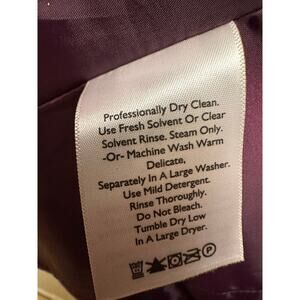 Professionally Dry Clean.
Use Fresh Solvent Or Clear
Solvent Rinse. Steam Only.
-Or- Machine Wash Warm
Delicate,
Separately In A Large Washer.
Use Mild Detergent.
Rinse Thoroughly.
Do Not Bleach.
Tumble Dry Low
In A Large Dryer.
P